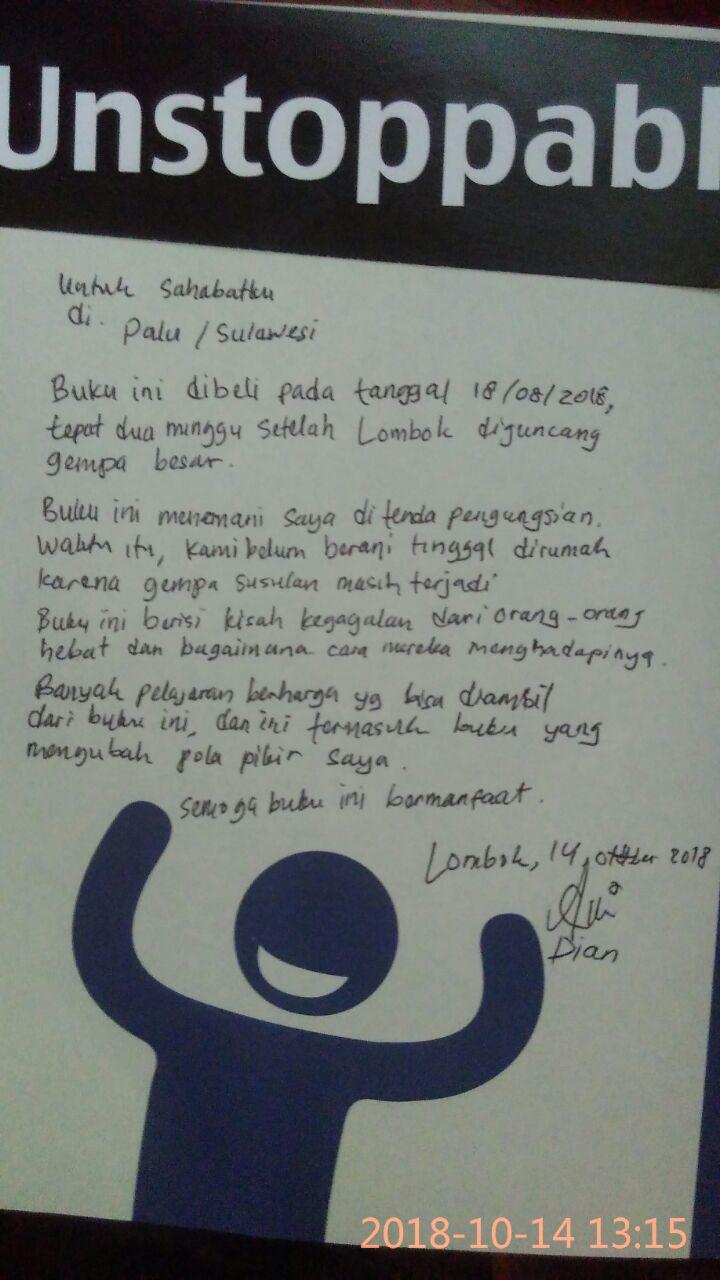 Unstoppabl
Untuk Sahabatku
di.
Palu / Sulawesi
Buku ini dibeli pada tanggal 18/08/2018,
tepat dua minggu setelah Lombok diguncang
gempa besar.
Buku ini menemani saya di tenda pengungsian.
Waktu itu, kami belum berani tinggal dirumah
karena gempa susulan masih terjadi
Buku ini berisi kisah kegagalan dari orang-orang
hebat dan bagaimana cara mereka menghadapinya.
Banyak pelajaran berharga yg bisa diambil
dari buku ini, dan ini termasuk buku yang
mengubah pola pikir saya.
Semoga buku ini bermanfaat.
Lombok, 14 oktober 2018
Dian
2018-10-14 13:15